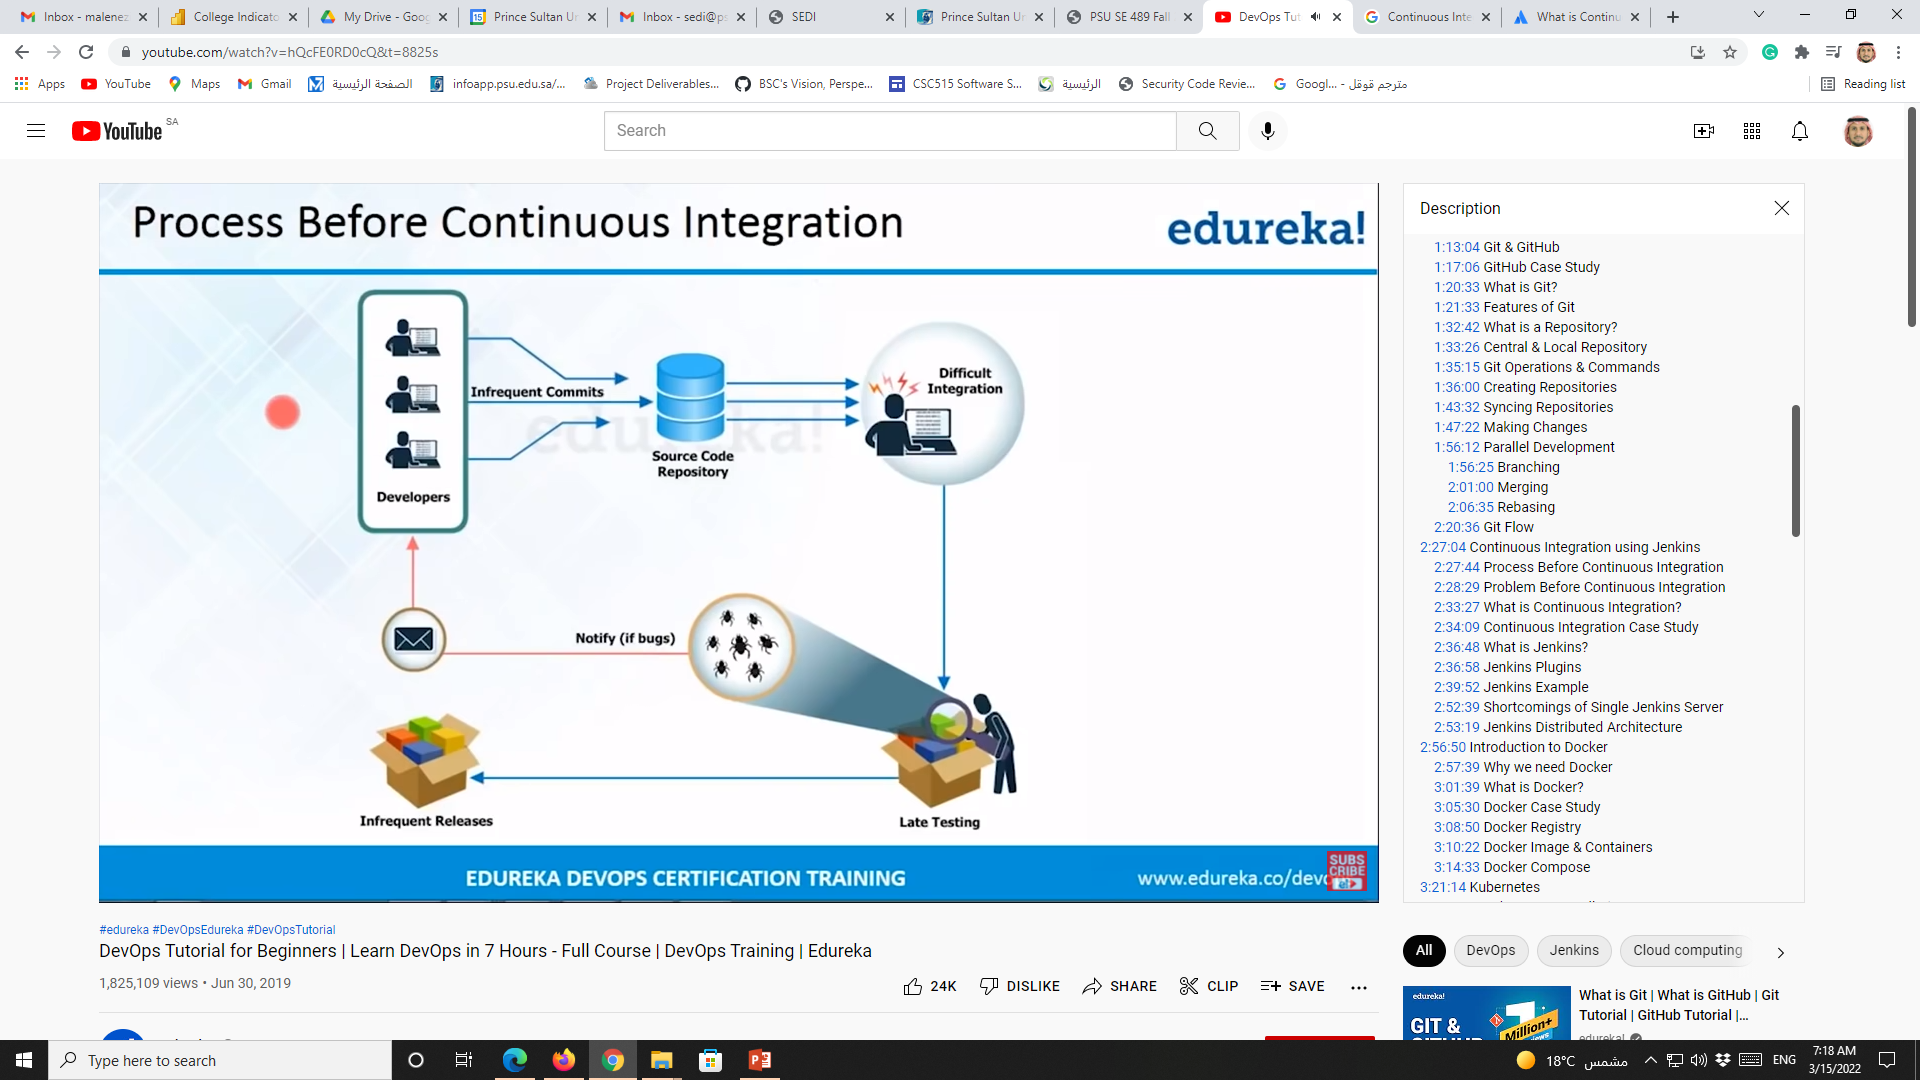 Inbox - malenez
College Indicato
My Drive - Goog
Prince Sultan Un
Inbox - sedi@ps
SEDI
Prince Sultan Un
PSU SE 489 Fall
DevOps Tut
Continuous Inte
What is Continu
youtube.com/watch?v=hQcFE0RD0cQ&t=8825s
Apps
YouTube
Maps
Gmail
الصفحة الرئيسية
infoapp.psu.edu.sa/...
Project Deliverables...
BSC's Vision, Perspe...
CSC515 Software S...
الرئيسية
Security Code Revie...
Googl... - مترجم قوقل
Reading list
YouTube SA
Search
Process Before Continuous Integration
edureka!
Infrequent Commits
Difficult
Integration
edureka!
Source Code
Repository
Developers
Notify (if bugs)
Infrequent Releases
Late Testing
EDUREKA DEVOPS CERTIFICATION TRAINING
www.edureka.co/devo
SUBS
CRIBE
Description
1:13:04 Git & GitHub
1:17:06 GitHub Case Study
1:20:33 What is Git?
1:21:33 Features of Git
1:32:42 What is a Repository?
1:33:26 Central & Local Repository
1:35:15 Git Operations & Commands
1:36:00 Creating Repositories
1:43:32 Syncing Repositories
1:47:22 Making Changes
1:56:12 Parallel Development
1:56:25 Branching
2:01:00 Merging
2:06:35 Rebasing
2:20:36 Git Flow
2:27:04 Continuous Integration using Jenkins
2:27:44 Process Before Continuous Integration
2:28:29 Problem Before Continuous Integration
2:33:27 What is Continuous Integration?
2:34:09 Continuous Integration Case Study
2:36:48 What is Jenkins?
2:36:58 Jenkins Plugins
2:39:52 Jenkins Example
2:52:39 Shortcomings of Single Jenkins Server
2:53:19 Jenkins Distributed Architecture
2:56:50 Introduction to Docker
2:57:39 Why we need Docker
3:01:39 What is Docker?
3:05:30 Docker Case Study
3:08:50 Docker Registry
3:10:22 Docker Image & Containers
3:14:33 Docker Compose
3:21:14 Kubernetes
#edureka #DevOpsEdureka #DevOpsTutorial
DevOps Tutorial for Beginners | Learn DevOps in 7 Hours - Full Course | DevOps Training | Edureka
1,825,109 views • Jun 30, 2019
24K
DISLIKE
SHARE
CLIP
SAVE
All
DevOps
Jenkins
Cloud computing
edureka!
GIT &
Million+
What is Git | What is GitHub | Git
Tutorial | GitHub Tutorial |...
edureka!
Type here to search
18°C مشمس
ENG
7:18 AM
3/15/2022